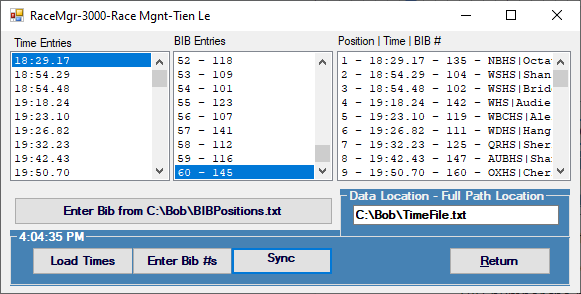 RaceMgr-3000-Race Mgnt-Tien Le
Time Entries
18:29.17
18:54.29
18:54.48
19:18.24
19:23.10
19:26.82
19:32.23
19:42.43
19:50.70
BIB Entries
52 - 118
53 - 109
54 - 101
55 - 123
56 - 107
57 - 141
58 - 112
59 - 116
60 - 145
Position | Time | BIB #
1 - 18:29.17 - 135 - NBHS|Octa
2 - 18:54.29 - 104 - WSHS|Shan
3 - 18:54.48 - 102 - WSHS|Brid
4 - 19:18.24 - 142 - WHS|Audie
5 - 19:23.10 - 119 - WBCHS|Ale
6 - 19:26.82 - 111 - WDHS|Hang
7 - 19:32.23 - 125 - QRHS|Sher
8 - 19:42.43 - 147 - AUBHS|Sha
9 - 19:50.70 - 160 - OXHS|Cher
Enter Bib from C:\Bob\BIBPositions.txt
Data Location - Full Path Location
C:\Bob\TimeFile.txt
4:04:35 PM
Load Times
Enter Bib #s
Sync
Return